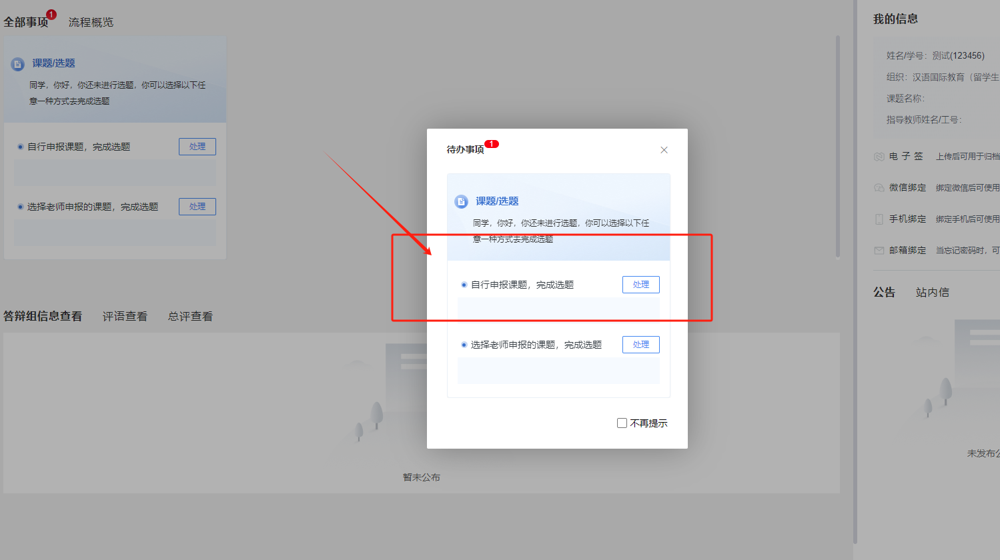 全部事项 1 流程概览
课题/选题
同学，你好，你还未进行选题，你可以选择以下任
意一种方式去完成选题
自行申报课题，完成选题 处理
选择老师申报的课题，完成选题 处理
答辩组信息查看 评语查看 总评查看
暂未公布
待办事项 1
课题/选题
同学，你好，你还未进行选题，你可以选择以下任
意一种方式去完成选题
自行申报课题，完成选题 处理
选择老师申报的课题，完成选题 处理
不再提示
我的信息
姓名/学号：测试(123456)
组织：汉语国际教育（留学生
课题名称：
指导教师姓名/工号：
电 子 签 上传后可用于归档
微信绑定 绑定微信后可使用
手机绑定 绑定手机后可使用
邮箱绑定 当忘记密码时，可
公告 站内信
未发布公